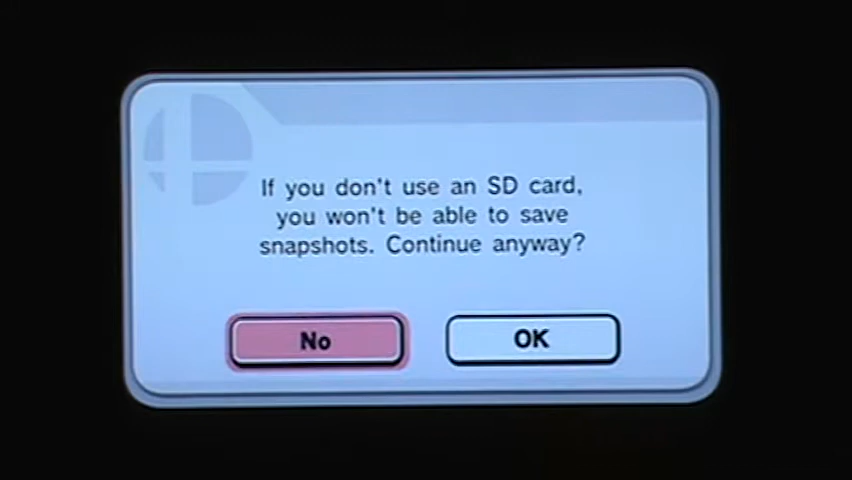 If you don't use an SD card,
you won't be able to save
snapshots. Continue anyway?
No
OK